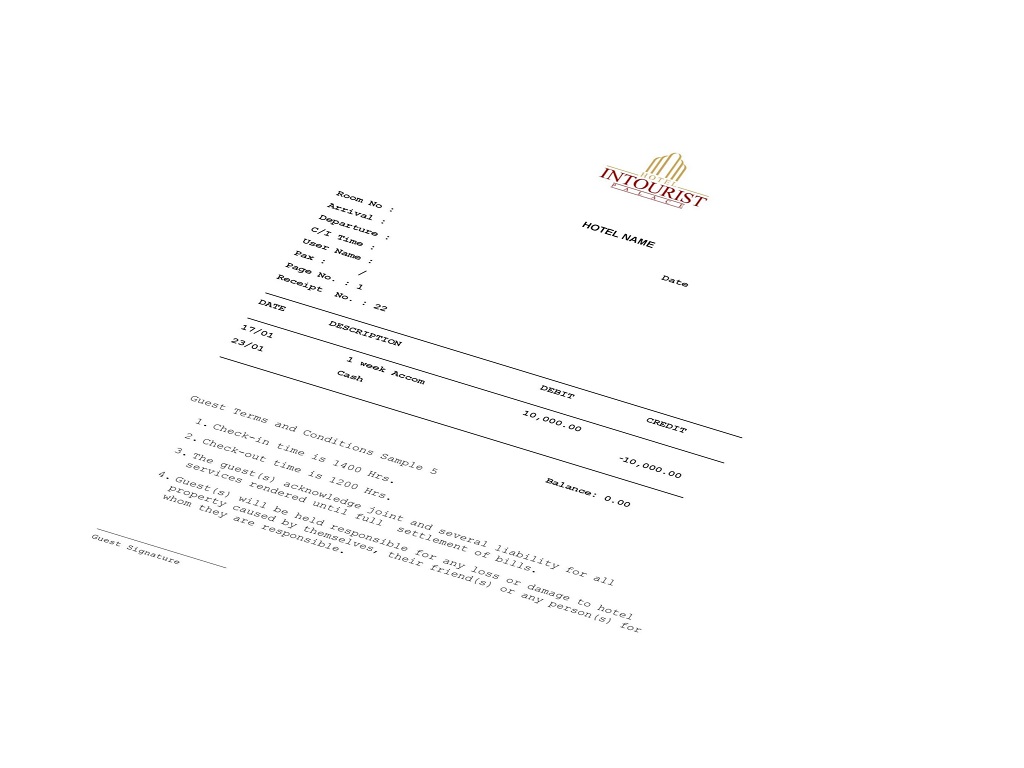 HOTEL
INTOURIST
PALACE
HOTEL NAME
Room No :
Arrival :
Departure :
C/I Time :
User Name :
Pax : /
Page No. : 1
Receipt No. : 22
Date
DATE DESCRIPTION DEBIT CREDIT
17/01 1 week Accom 10,000.00
23/01 Cash -10,000.00
Balance: 0.00
Guest Terms and Conditions Sample 5
1. Check-in time is 1400 Hrs.
2. Check-out time is 1200 Hrs.
3. The guest(s) acknowledge joint and several liability for all
services rendered until full settlement of bills.
4. Guest(s) will be held responsible for any loss or damage to hotel
property caused by themselves, their friend(s) or any person(s) for
whom they are responsible.
Guest Signature